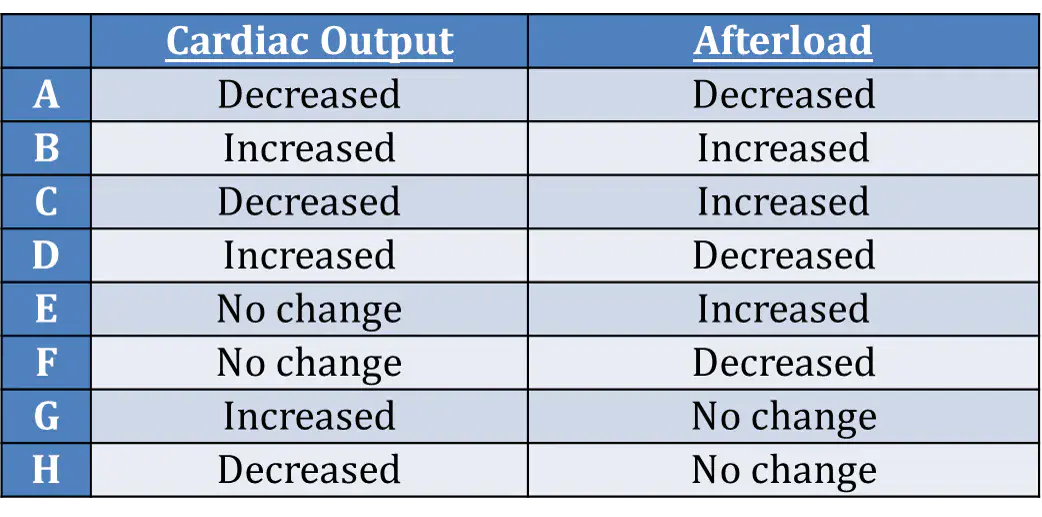 Cardiac Output Afterload
A Decreased Decreased
B Increased Increased
C Decreased Increased
D Increased Decreased
E No change Increased
F No change Decreased
G Increased No change
H Decreased No change